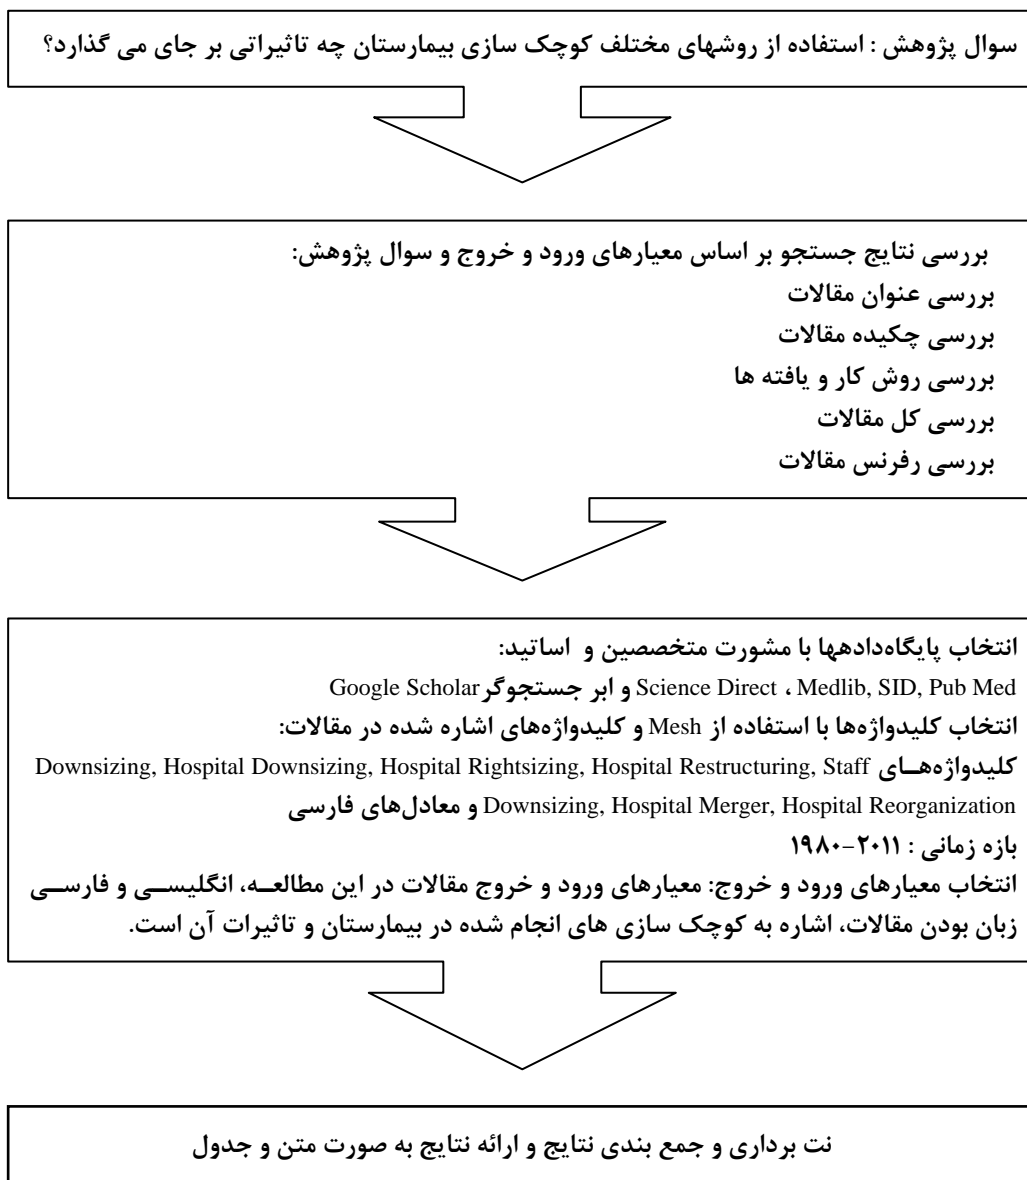 سوال پژوهش : استفاده از روشهای مختلف کوچک سازی بیمارستان چه تاثیراتی بر جای می گذارد؟
بررسی نتایج جستجو بر اساس معیارهای ورود و خروج و سوال پژوهش:
بررسی عنوان مقالات
بررسی چکیده مقالات
بررسی روش کار و یافته ها
بررسی کل مقالات
بررسی رفرنس مقالات
انتخاب پایگاه‌دادهها با مشورت متخصصین و اساتید:
Science Direct ، Medlib, SID, Pub Med و ابر جستجوگر Google Scholar
انتخاب کلیدواژه‌ها با استفاده از Mesh و کلیدواژه‌های اشاره شده در مقالات:
کلیدواژه‌هــای Downsizing, Hospital Downsizing, Hospital Rightsizing, Hospital Restructuring, Staff
Downsizing, Hospital Merger, Hospital Reorganization و معادل‌های فارسی
بازه زمانی : ۲۰۱۱-۱۹۸۰
انتخاب معیارهای ورود و خروج: معیارهای ورود و خروج مقالات در این مطالعــه، انگلیســی و فارســی
زبان بودن مقالات، اشاره به کوچک سازی های انجام شده در بیمارستان و تاثیرات آن است.
نت برداری و جمع بندی نتایج و ارائه نتایج به صورت متن و جدول